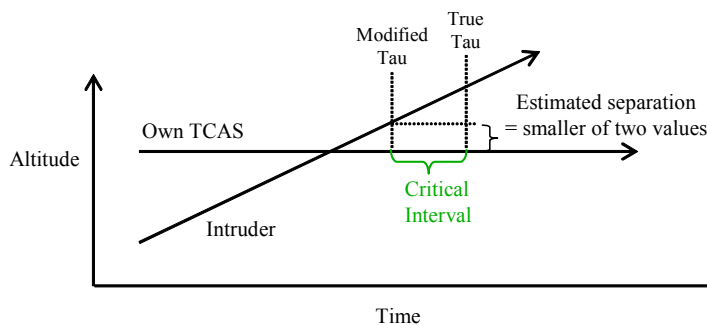 Modified
Tau
True
Tau
Own TCAS
Estimated separation
= smaller of two values
Altitude
Critical
Interval
Intruder
Time